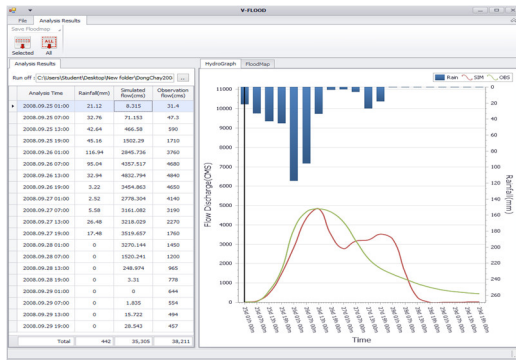 V-FLOOD
File Analysis Results
Save Floodmap
Selected All
Analysis Results
Run off : C:\Users\Student\Desktop\New folder\DongChay200 ...
Analysis Time Rainfall(mm) Simulated flow(cms) Observation flow(cms)
2008.09.25 01:00 21.12 8.315 31.4
2008.09.25 07:00 32.76 71.153 47.3
2008.09.25 13:00 42.64 466.58 590
2008.09.25 19:00 45.16 1502.29 1710
2008.09.26 01:00 116.94 2845.736 3760
2008.09.26 07:00 95.04 4357.517 4680
2008.09.26 13:00 32.94 4832.794 4840
2008.09.26 19:00 3.22 3454.863 4650
2008.09.27 01:00 2.52 2778.304 4140
2008.09.27 07:00 5.58 3161.082 3190
2008.09.27 13:00 26.48 3218.029 2270
2008.09.27 19:00 17.48 3519.657 1760
2008.09.28 01:00 0 3270.144 1450
2008.09.28 07:00 0 1520.241 1200
2008.09.28 13:00 0 248.974 965
2008.09.28 19:00 0 3.31 778
2008.09.29 01:00 0 0 644
2008.09.29 07:00 0 1.835 554
2008.09.29 13:00 0 15.722 494
2008.09.29 19:00 0 28.543 457
Total 442 35,305 38,211
HydroGraph FloodMap
Rain SIM OBS
Flow Discharge(CMS)
11000
10000
9000
8000
7000
6000
5000
4000
3000
2000
1000
0
0
20
40
60
80
100
120
140
160
180
200
220
240
260
Rainfall(mm)
Time